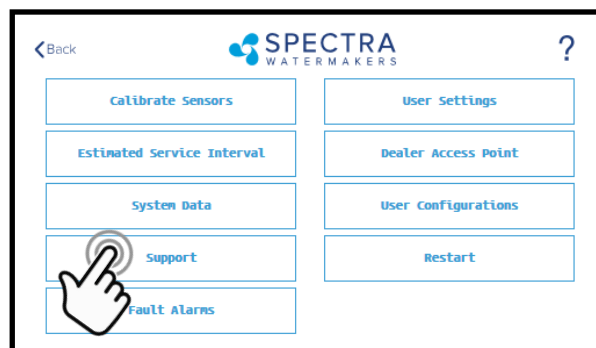 Back
SPECTRA
WATERMAKERS
?
Calibrate Sensors
User Settings
Estimated Service Interval
Dealer Access Point
System Data
User Configurations
Support
Restart
Fault Alarms